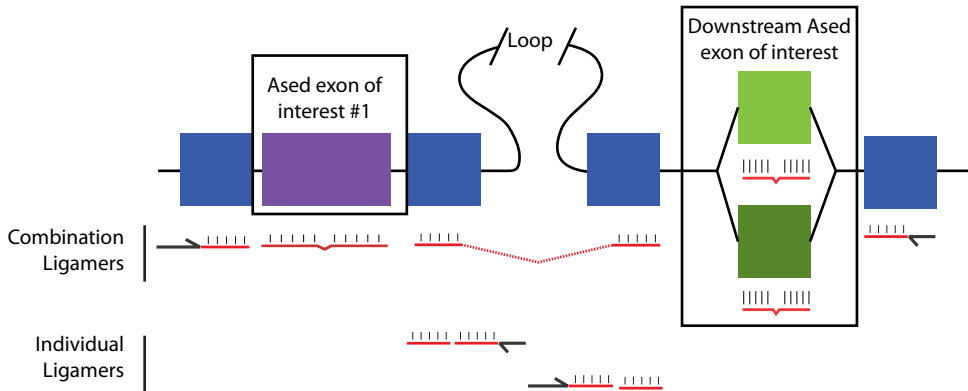 Loop
Downstream Ased
exon of interest
Ased exon of
interest #1
Combination
Ligamers
Individual
Ligamers